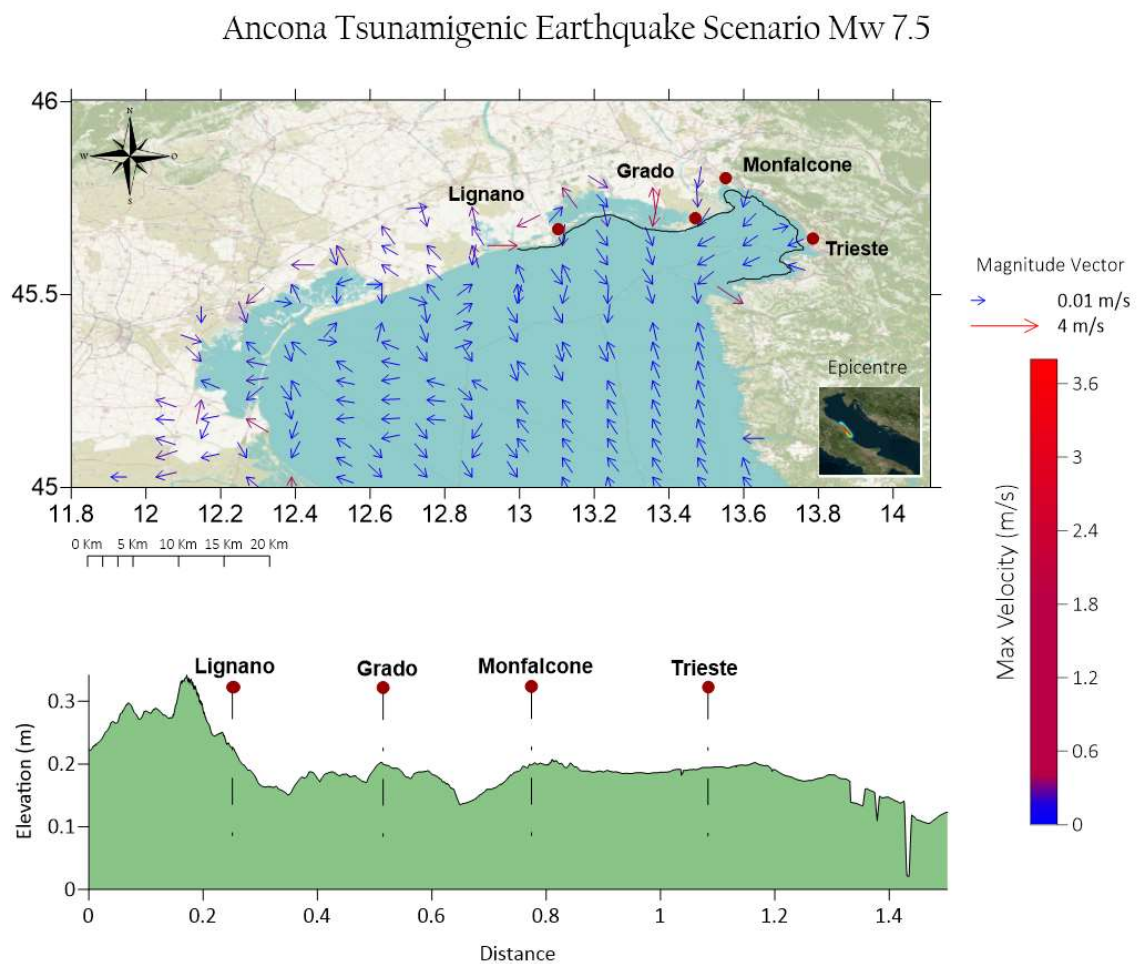 Ancona Tsunamigenic Earthquake Scenario Mw 7.5
46
45.5
45
N
W
O
S
Lignano
Grado
Monfalcone
Trieste
Epicentre
11.8 12 12.2 12.4 12.6 12.8 13 13.2 13.4 13.6 13.8 14
0 Km 5 Km 10 Km 15 Km 20 Km
Magnitude Vector
0.01 m/s
4 m/s
Max Velocity (m/s)
3.6
3
2.4
1.8
1.2
0.6
0
Lignano Grado Monfalcone Trieste
Elevation (m)
0.3
0.2
0.1
0
0 0.2 0.4 0.6 0.8 1 1.2 1.4
Distance